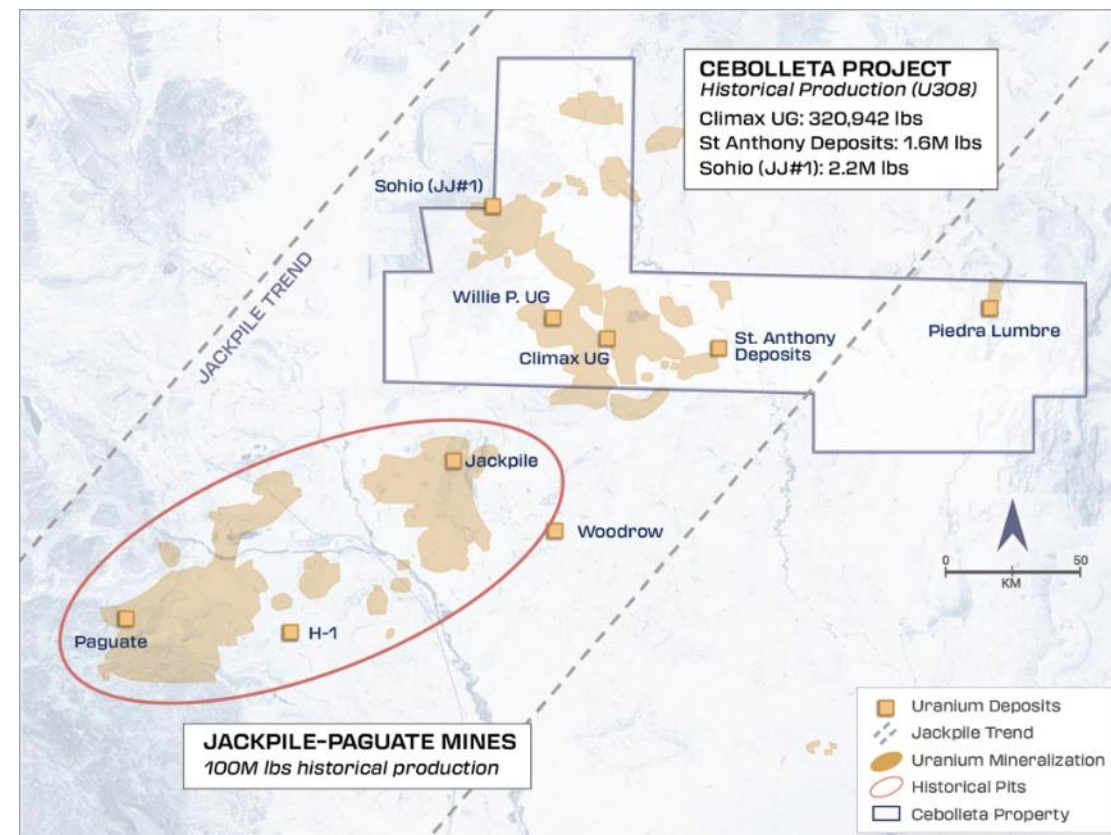 CEBOLLETA PROJECT
Historical Production (U308)
Climax UG: 320,942 lbs
St Anthony Deposits: 1.6M lbs
Sohio (JJ#1): 2.2M lbs
Sohio (JJ#1)
JACKPILE TREND
Willie P. UG
Climax UG
St. Anthony
Deposits
Piedra Lumbre
Jackpile
Woodrow
0 50
KM
Paguate
H-1
JACKPILE-PAGUATE MINES
100M lbs historical production
Uranium Deposits
Jackpile Trend
Uranium Mineralization
Historical Pits
Cebolleta Property